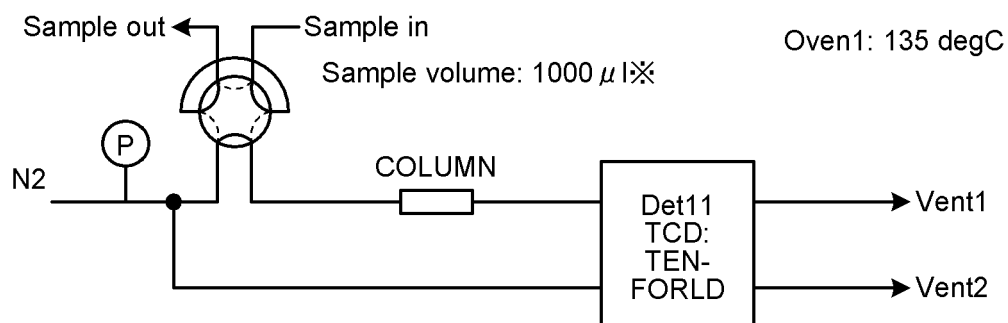 Sample out
Sample in
Oven1: 135 degC
Sample volume: 1000 μl※
P
N2
COLUMN
Det11
TCD:
TEN-
FORLD
Vent1
Vent2